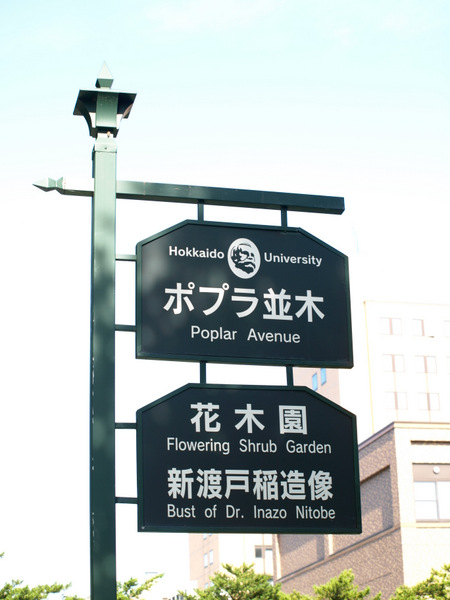 Hokkaido University
ポプラ並木
Poplar Avenue
花木園
Flowering Shrub Garden
新渡戸稲造像
Bust of Dr. Inazo Nitobe